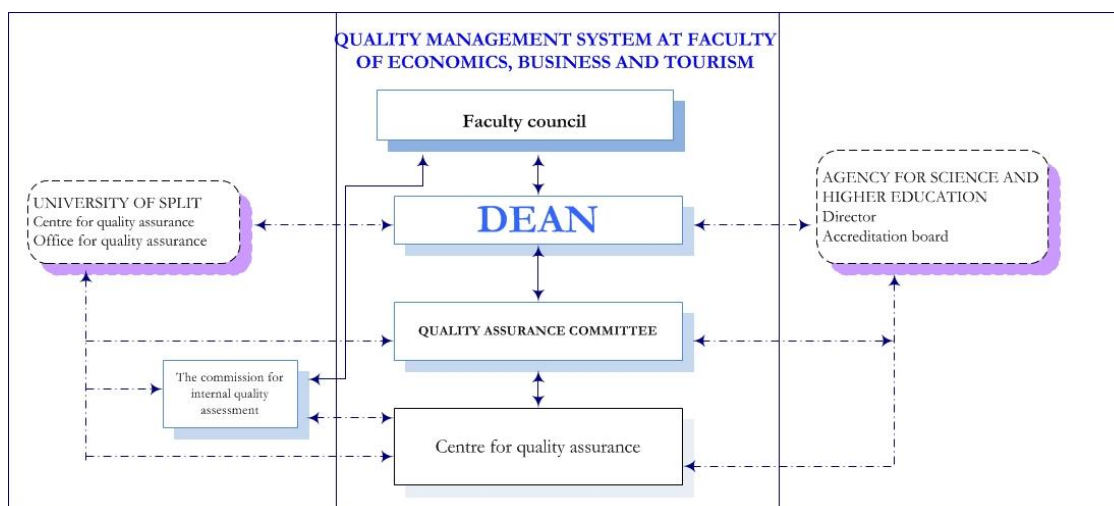 QUALITY MANAGEMENT SYSTEM AT FACULTY
OF ECONOMICS, BUSINESS AND TOURISM
Faculty council
UNIVERSITY OF SPLIT
Centre for quality assurance
Office for quality assurance
DEAN
AGENCY FOR SCIENCE AND
HIGHER EDUCATION
Director
Accreditation board
QUALITY ASSURANCE COMMITTEE
The commission for
internal quality
assessment
Centre for quality assurance